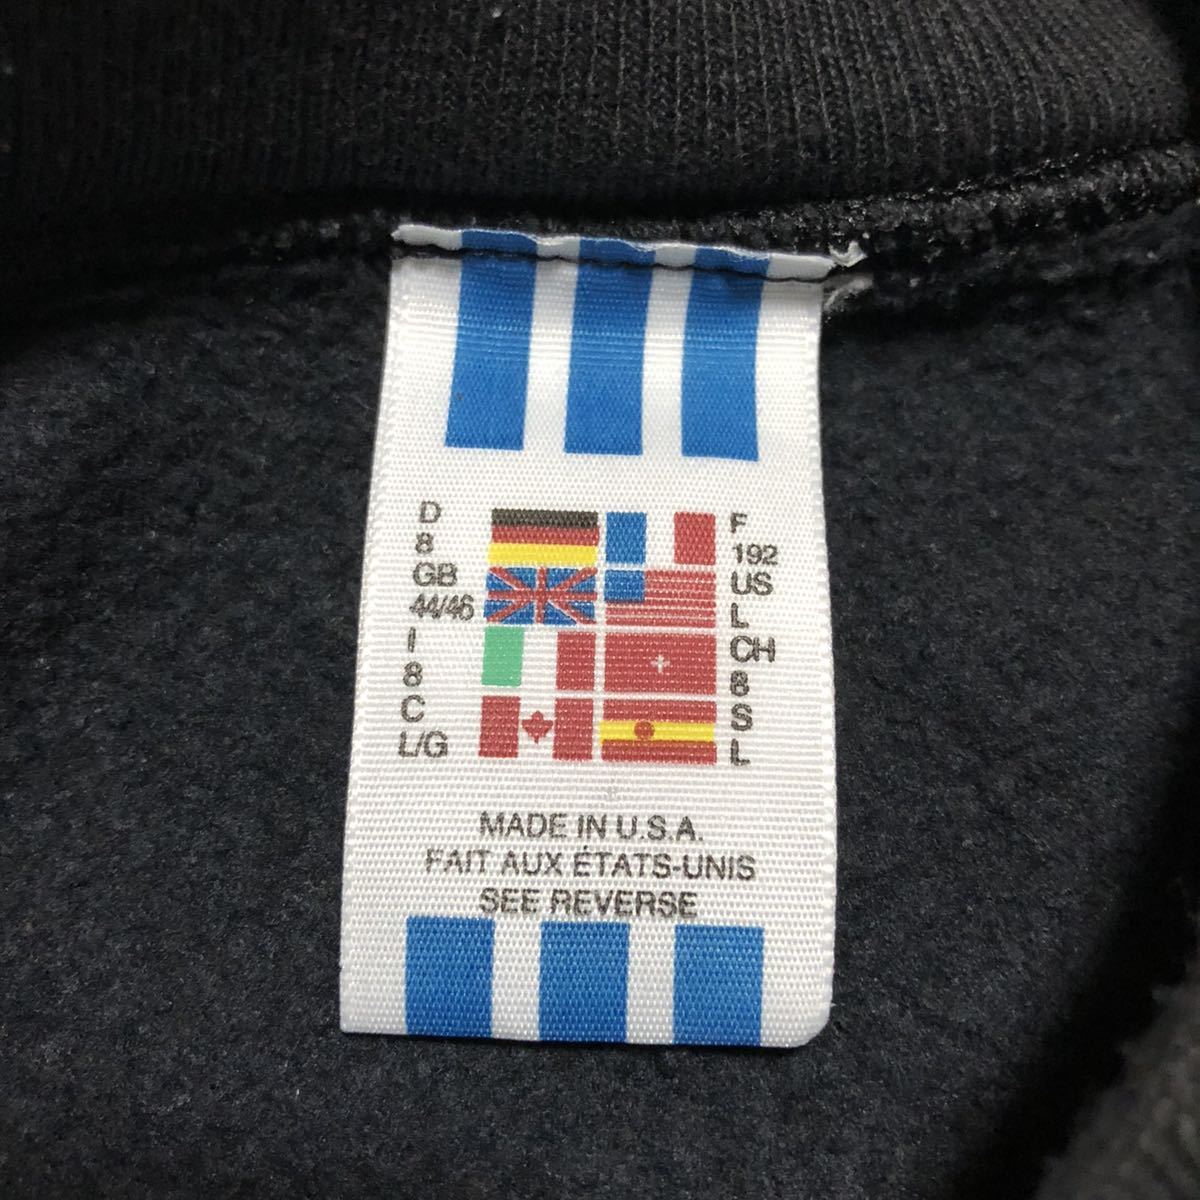 D
8
GB
44/46
I
8
C
L/G
F
192
US
L
CH
8
S
L
MADE IN U.S.A.
FAIT AUX ÉTATS-UNIS
SEE REVERSE